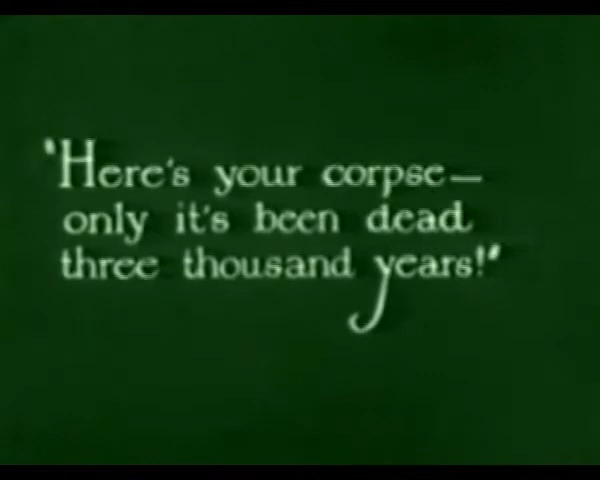 "Here's your corpse—
only it's been dead
three thousand years!"